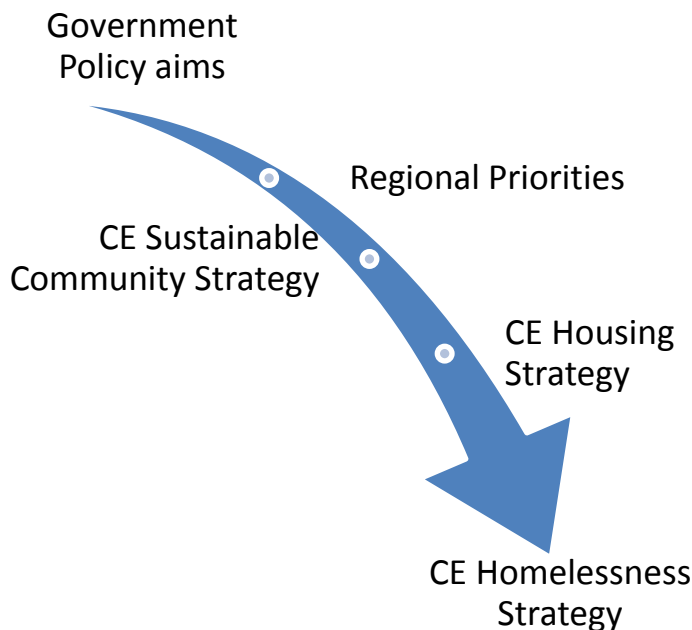 Government
Policy aims
Regional Priorities
CE Sustainable
Community Strategy
CE Housing
Strategy
CE Homelessness
Strategy